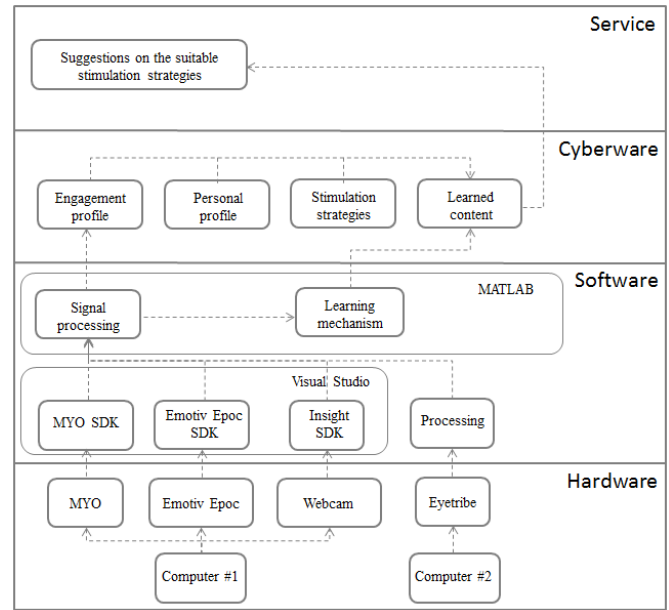 Service
Suggestions on the suitable
stimulation strategies
Cyberware
Engagement
profile
Personal
profile
Stimulation
strategies
Learned
content
Software
MATLAB
Signal
processing
Learning
mechanism
Visual Studio
MYO SDK
Emotiv Epoc
SDK
Insight
SDK
Processing
Hardware
MYO
Emotiv Epoc
Webcam
Eyetribe
Computer #1
Computer #2